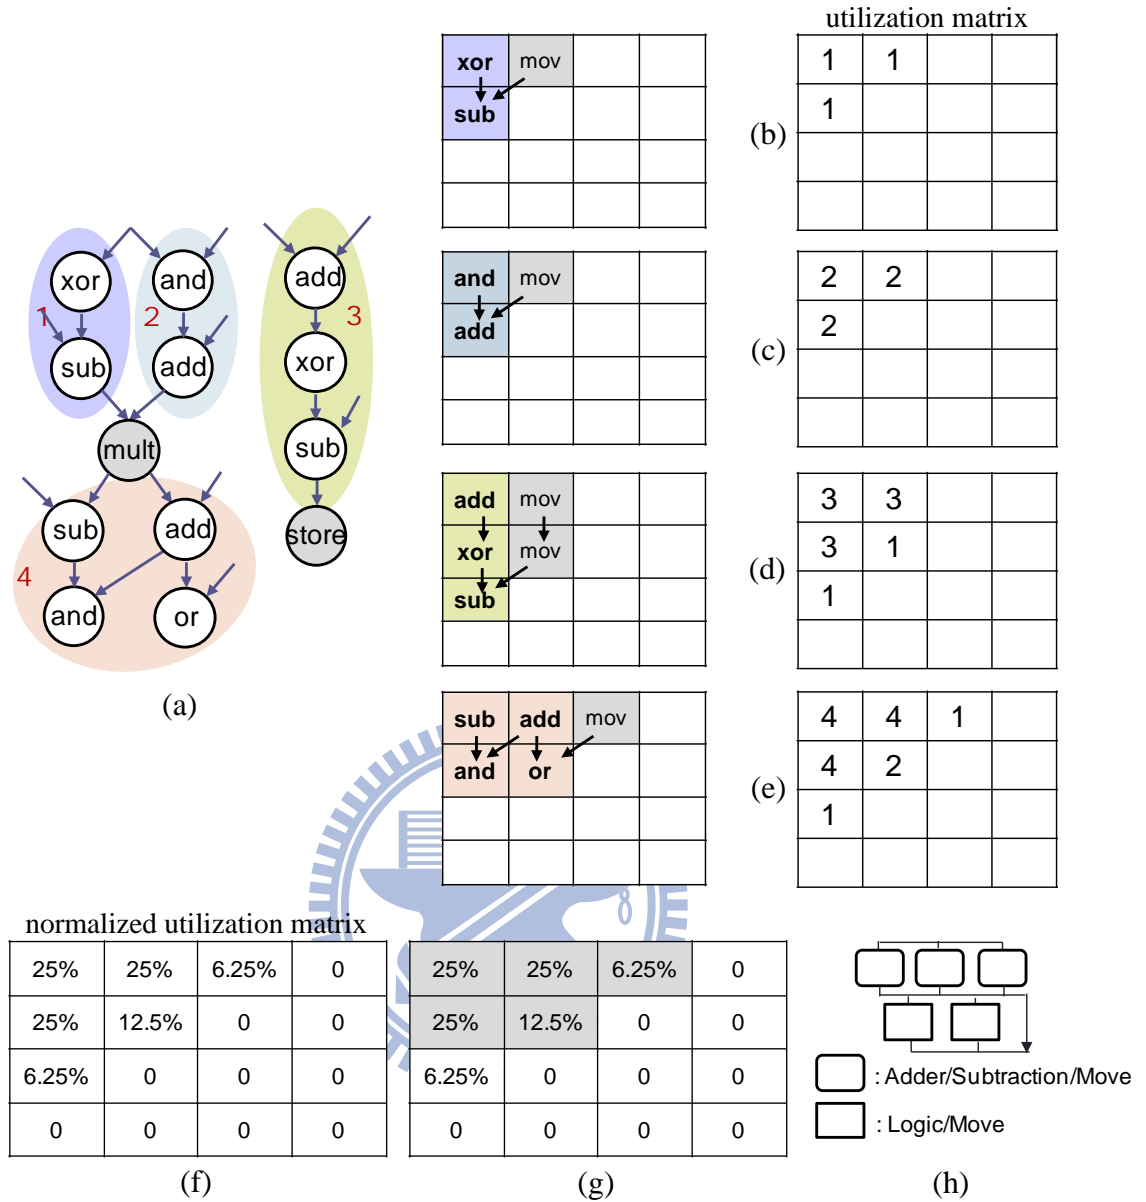 utilization matrix
xor mov
sub
1 1
1
(b)
and mov
add
2 2
2
(c)
add mov
xor mov
sub
3 3
3 1
1
(d)
sub add mov
and or
4 4 1
4 2
1
(e)
xor and add
1 2 3
sub add xor
mult sub
sub add store
4
and or
(a)
normalized utilization matrix
25% 25% 6.25% 0
25% 12.5% 0 0
6.25% 0 0 0
0 0 0 0
(f)
25% 25% 6.25% 0
25% 12.5% 0 0
6.25% 0 0 0
0 0 0 0
(g)
: Adder/Subtraction/Move
: Logic/Move
(h)
8